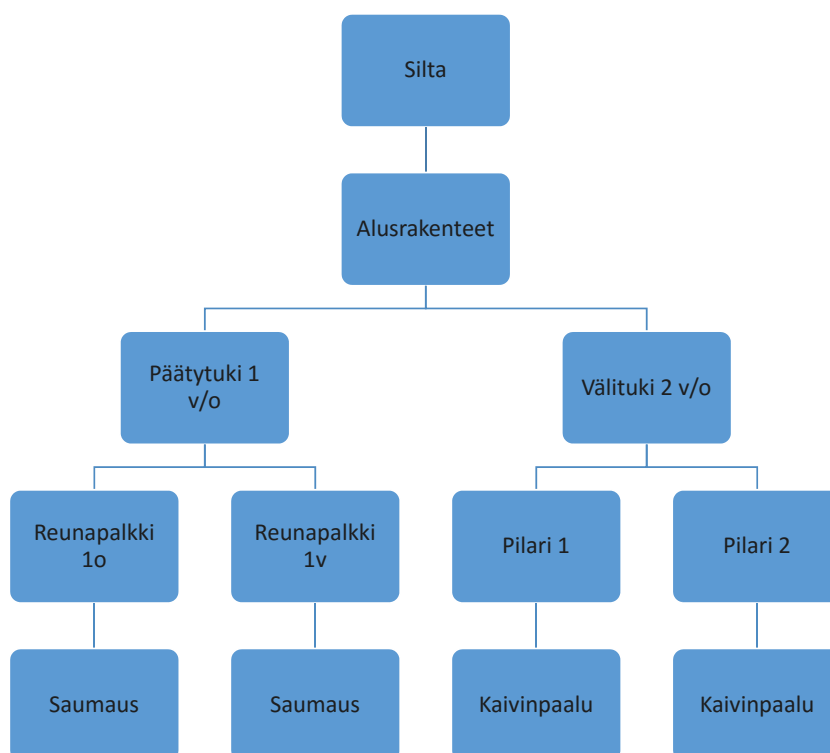 Silta
Alusrakenteet
Päätytuki 1
v/o
Välituki 2 v/o
Reunapalkki
1o
Reunapalkki
1v
Pilari 1
Pilari 2
Saumaus
Saumaus
Kaivinpaalu
Kaivinpaalu